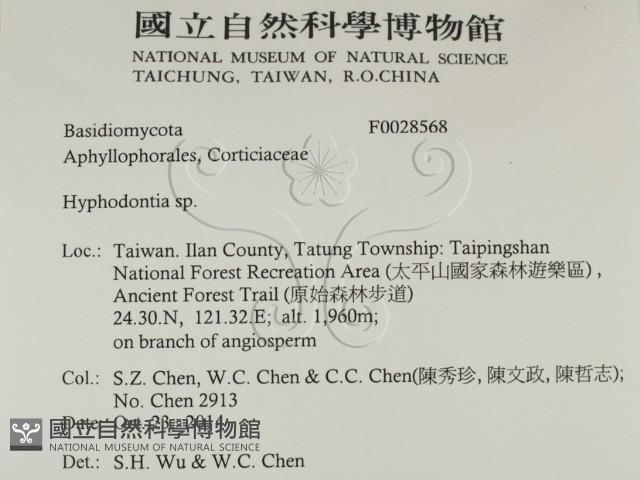 國立自然科學博物館
NATIONAL MUSEUM OF NATURAL SCIENCE
TAICHUNG, TAIWAN, R.O.CHINA
Basidiomycota F0028568
Aphyllophorales, Corticiaceae
Hyphodontia sp.
Loc.: Taiwan. Ilan County, Tatung Township: Taipingshan
National Forest Recreation Area (太平山國家森林遊樂區) ,
Ancient Forest Trail (原始森林步道)
24.30.N, 121.32.E; alt. 1,960m;
on branch of angiosperm
Col.: S.Z. Chen, W.C. Chen & C.C. Chen(陳秀珍, 陳文政, 陳哲志);
No. Chen 2913
Date: Oct. 23, 2014
國立自然科學博物館
NATIONAL MUSEUM OF NATURAL SCIENCE
Det.: S.H. Wu & W.C. Chen